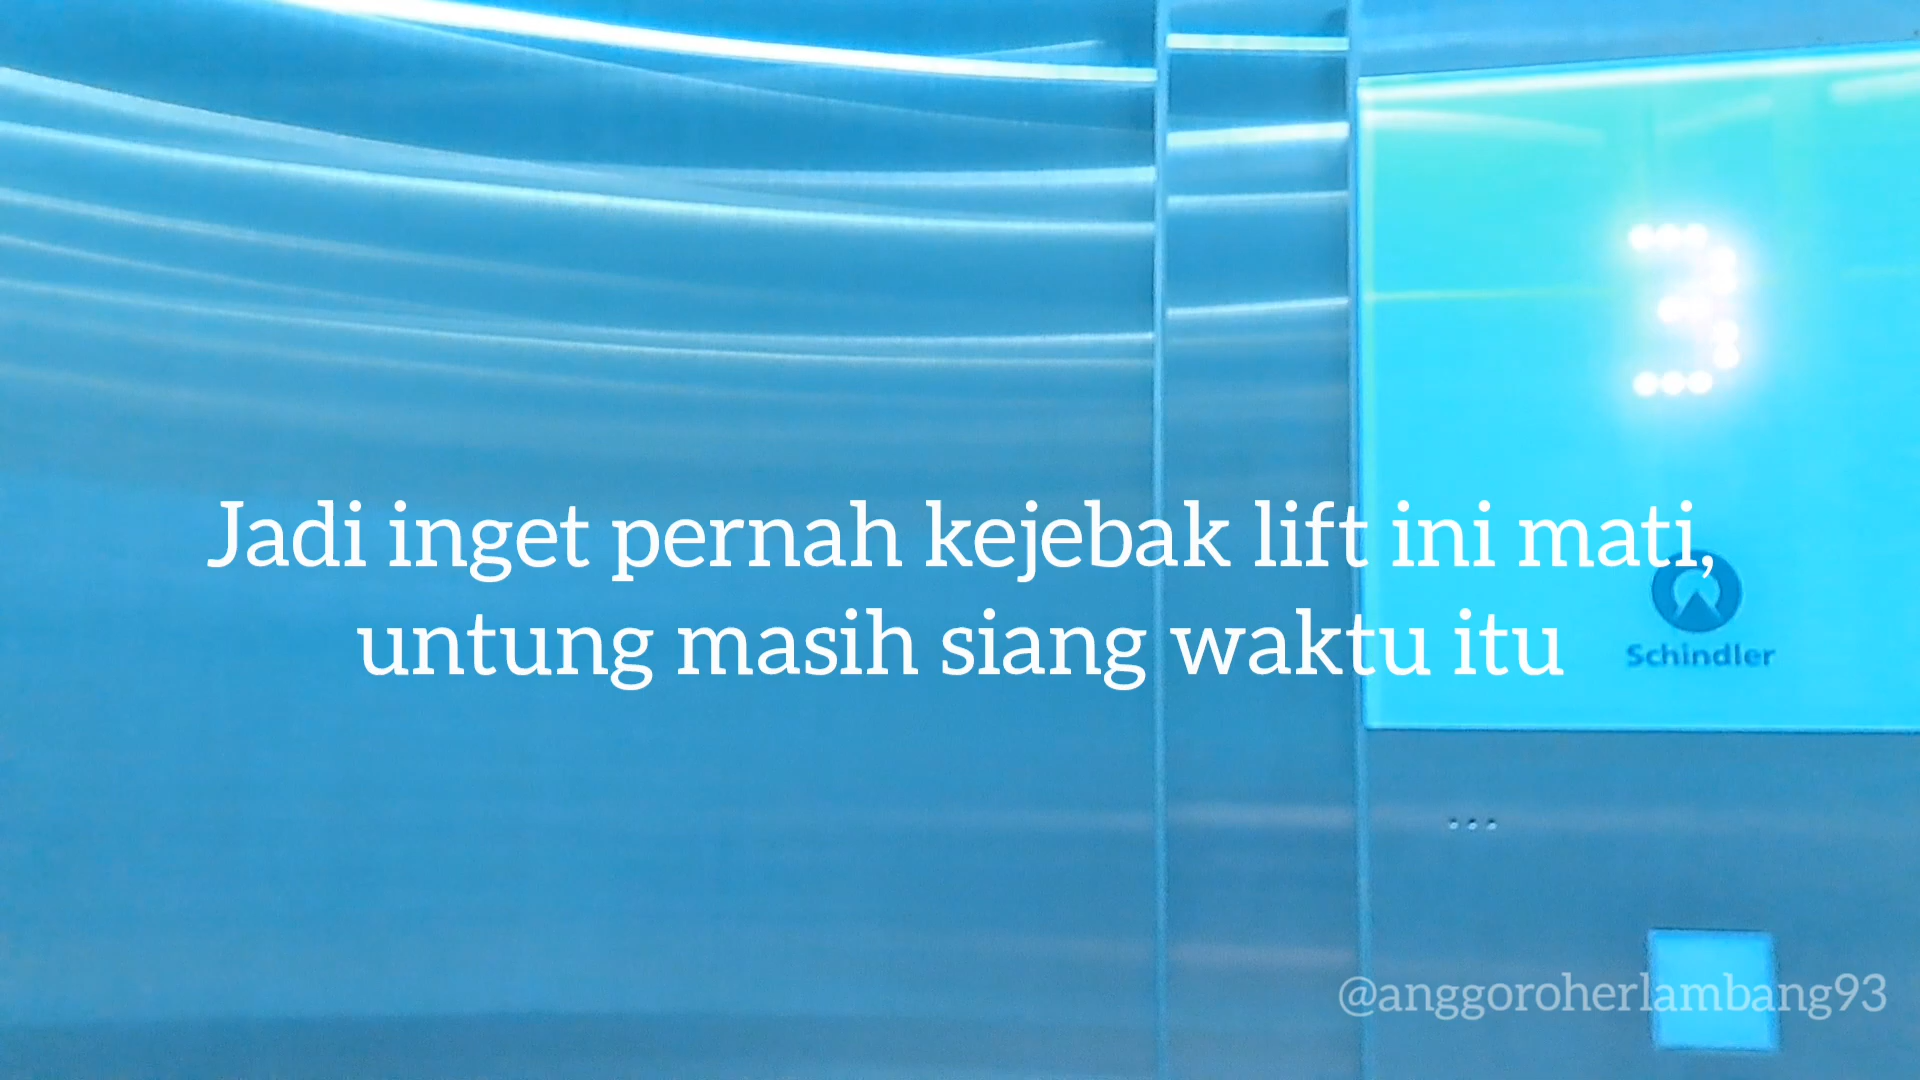 3
Jadi inget pernah kejebak lift ini mati,
untung masih siang waktu itu
Schindler
@anggoroherlambang93